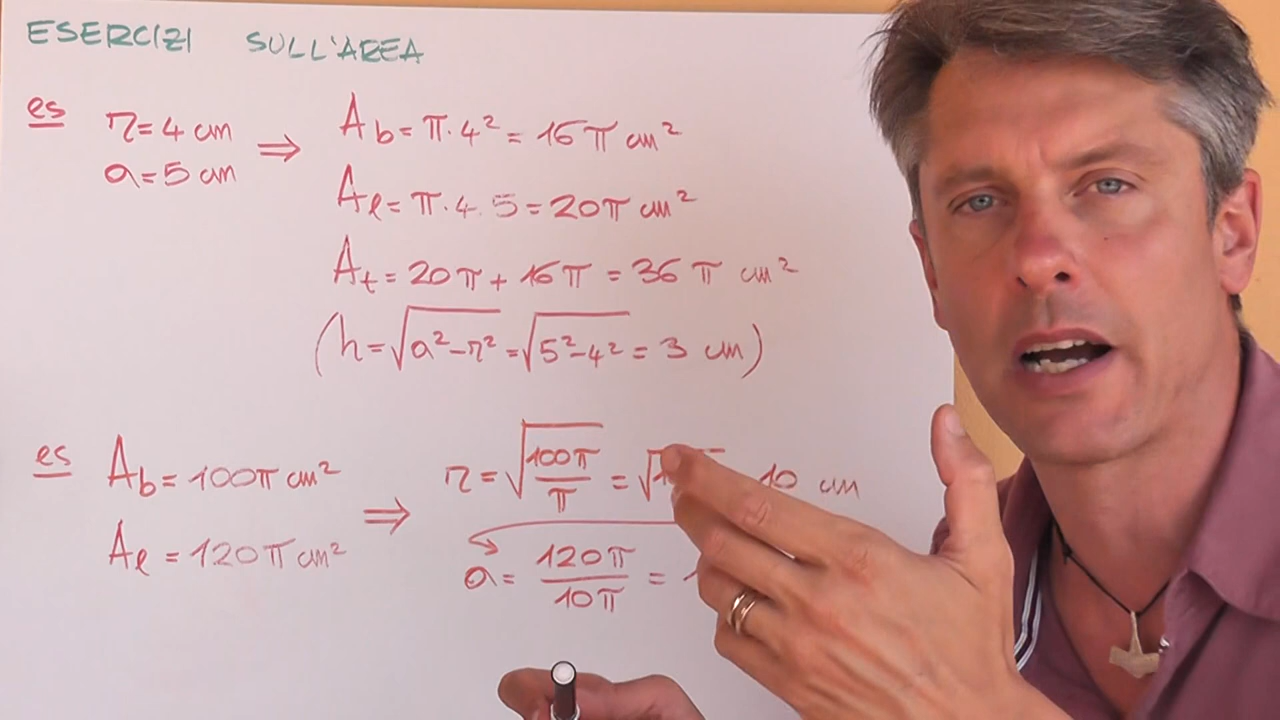 ESERCIZI SULL'AREA
es r=4 cm ⇒ Ab=π·4²=16π cm²
a=5 cm
Aℓ=π·4·5=20π cm²
At=20π+16π=36π cm²
(h=√a²-r²=√5²-4²=3 cm)
es Ab=100π cm² ⇒ r=√100π/π=√ 10 cm
Aℓ=120π cm²
a=120π/10π=